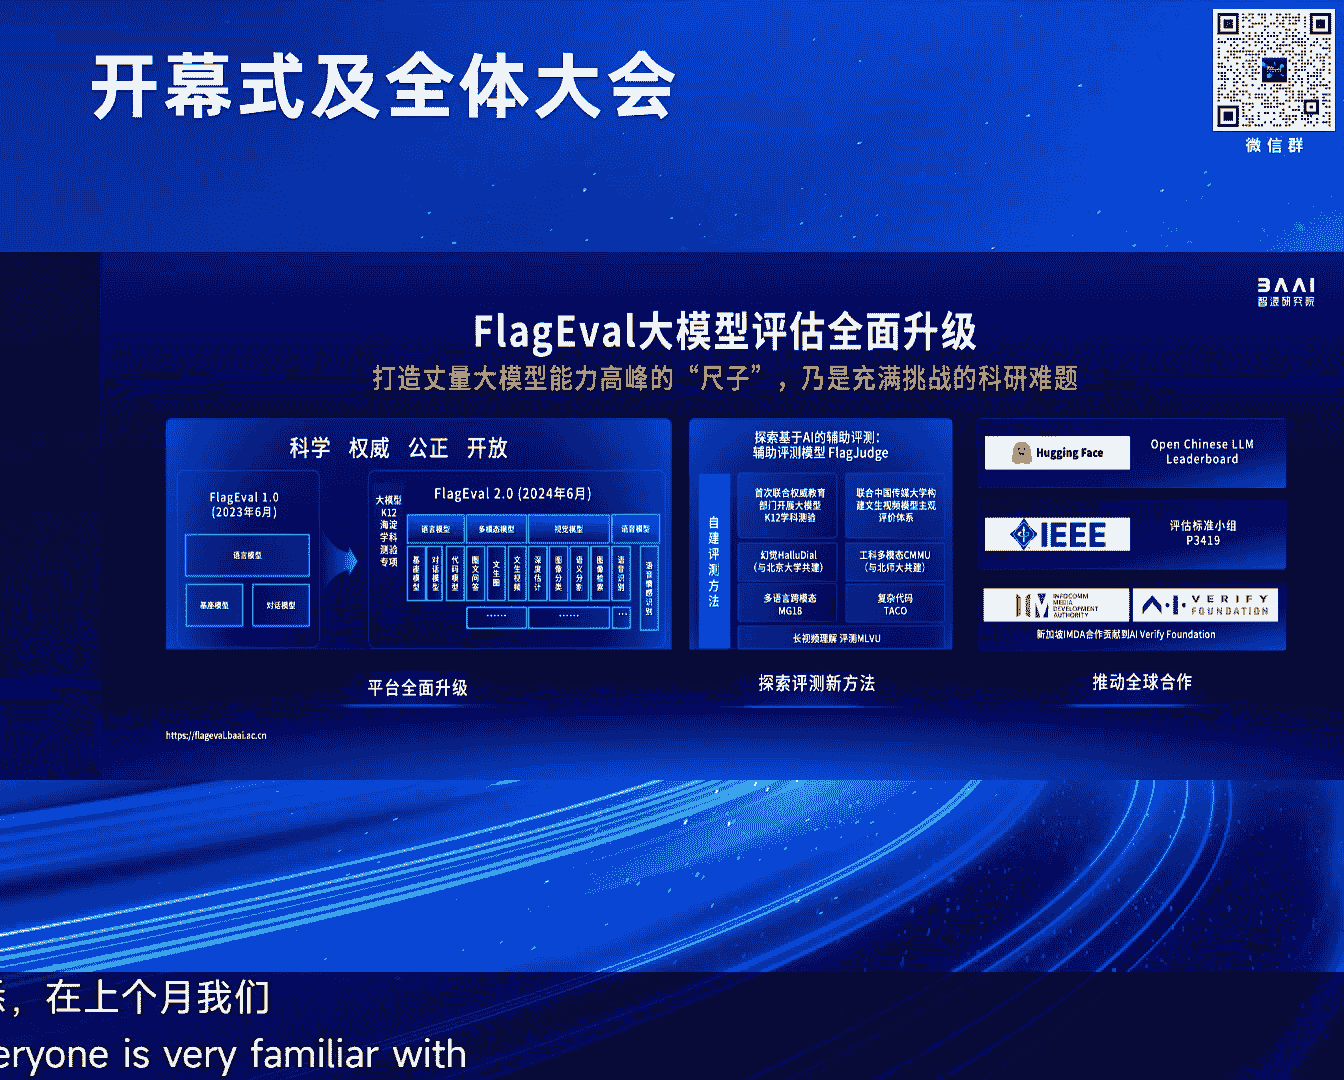 开幕式及全体大会
微信群
BAAI
智源研究院
FlagEval大模型评估全面升级
打造丈量大模型能力高峰的“尺子”，乃是充满挑战的科研难题
科学 权威 公正 开放
FlagEval 1.0
(2023年6月)
语言模型
基座模型
对话模型
大模型
K12
海淀
学科
测验
专项
FlagEval 2.0 (2024年6月)
语言模型
多模态模型
视觉模型
语音模型
基座模型
对话模型
代码模型
图文问答
文生图
文生视频
深度估计
图像分类
语义分割
图像检索
语音识别
语音情感识别
······
······
···
平台全面升级
探索基于AI的辅助评测：
辅助评测模型 FlagJudge
自建评测方法
首次联合权威教育
部门开展大模型
K12学科测验
联合中国传媒大学构
建文生视频模型主观
评价体系
幻觉HalluDial
（与北京大学共建）
工科多模态CMMU
（与北师大共建）
多语言跨模态
MG18
复杂代码
TACO
长视频理解 评测MLVU
探索评测新方法
Hugging Face
Open Chinese LLM
Leaderboard
IEEE
评估标准小组
P3419
INFOCOMM
MEDIA
DEVELOPMENT
AUTHORITY
VERIFY
FOUNDATION
新加坡IMDA合作贡献到AI Verify Foundation
推动全球合作
https://flageval.baai.ac.cn
，在上个月我们
eryone is very familiar with